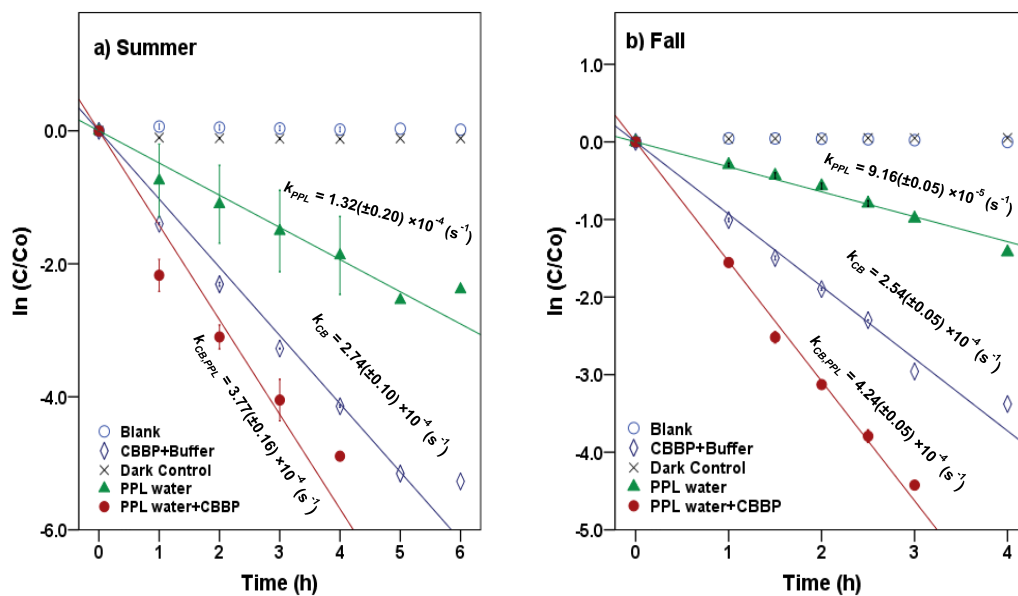 a) Summer
ln (C/Co)
0.0
-2.0
-4.0
-6.0
k_PPL = 1.32(±0.20) ×10^-4 (s^-1)
k_CB = 2.74(±0.10) ×10^-4 (s^-1)
k_CB,PPL = 3.77(±0.16) ×10^-4 (s^-1)
Blank
CBBP+Buffer
Dark Control
PPL water
PPL water+CBBP
0 1 2 3 4 5 6
Time (h)
b) Fall
ln (C/Co)
1.0
0.0
-1.0
-2.0
-3.0
-4.0
-5.0
k_PPL = 9.16(±0.05) ×10^-5 (s^-1)
k_CB = 2.54(±0.05) ×10^-4 (s^-1)
k_CB,PPL = 4.24(±0.05) ×10^-4 (s^-1)
Blank
CBBP+Buffer
Dark Control
PPL water
PPL water+CBBP
0 1 2 3 4
Time (h)